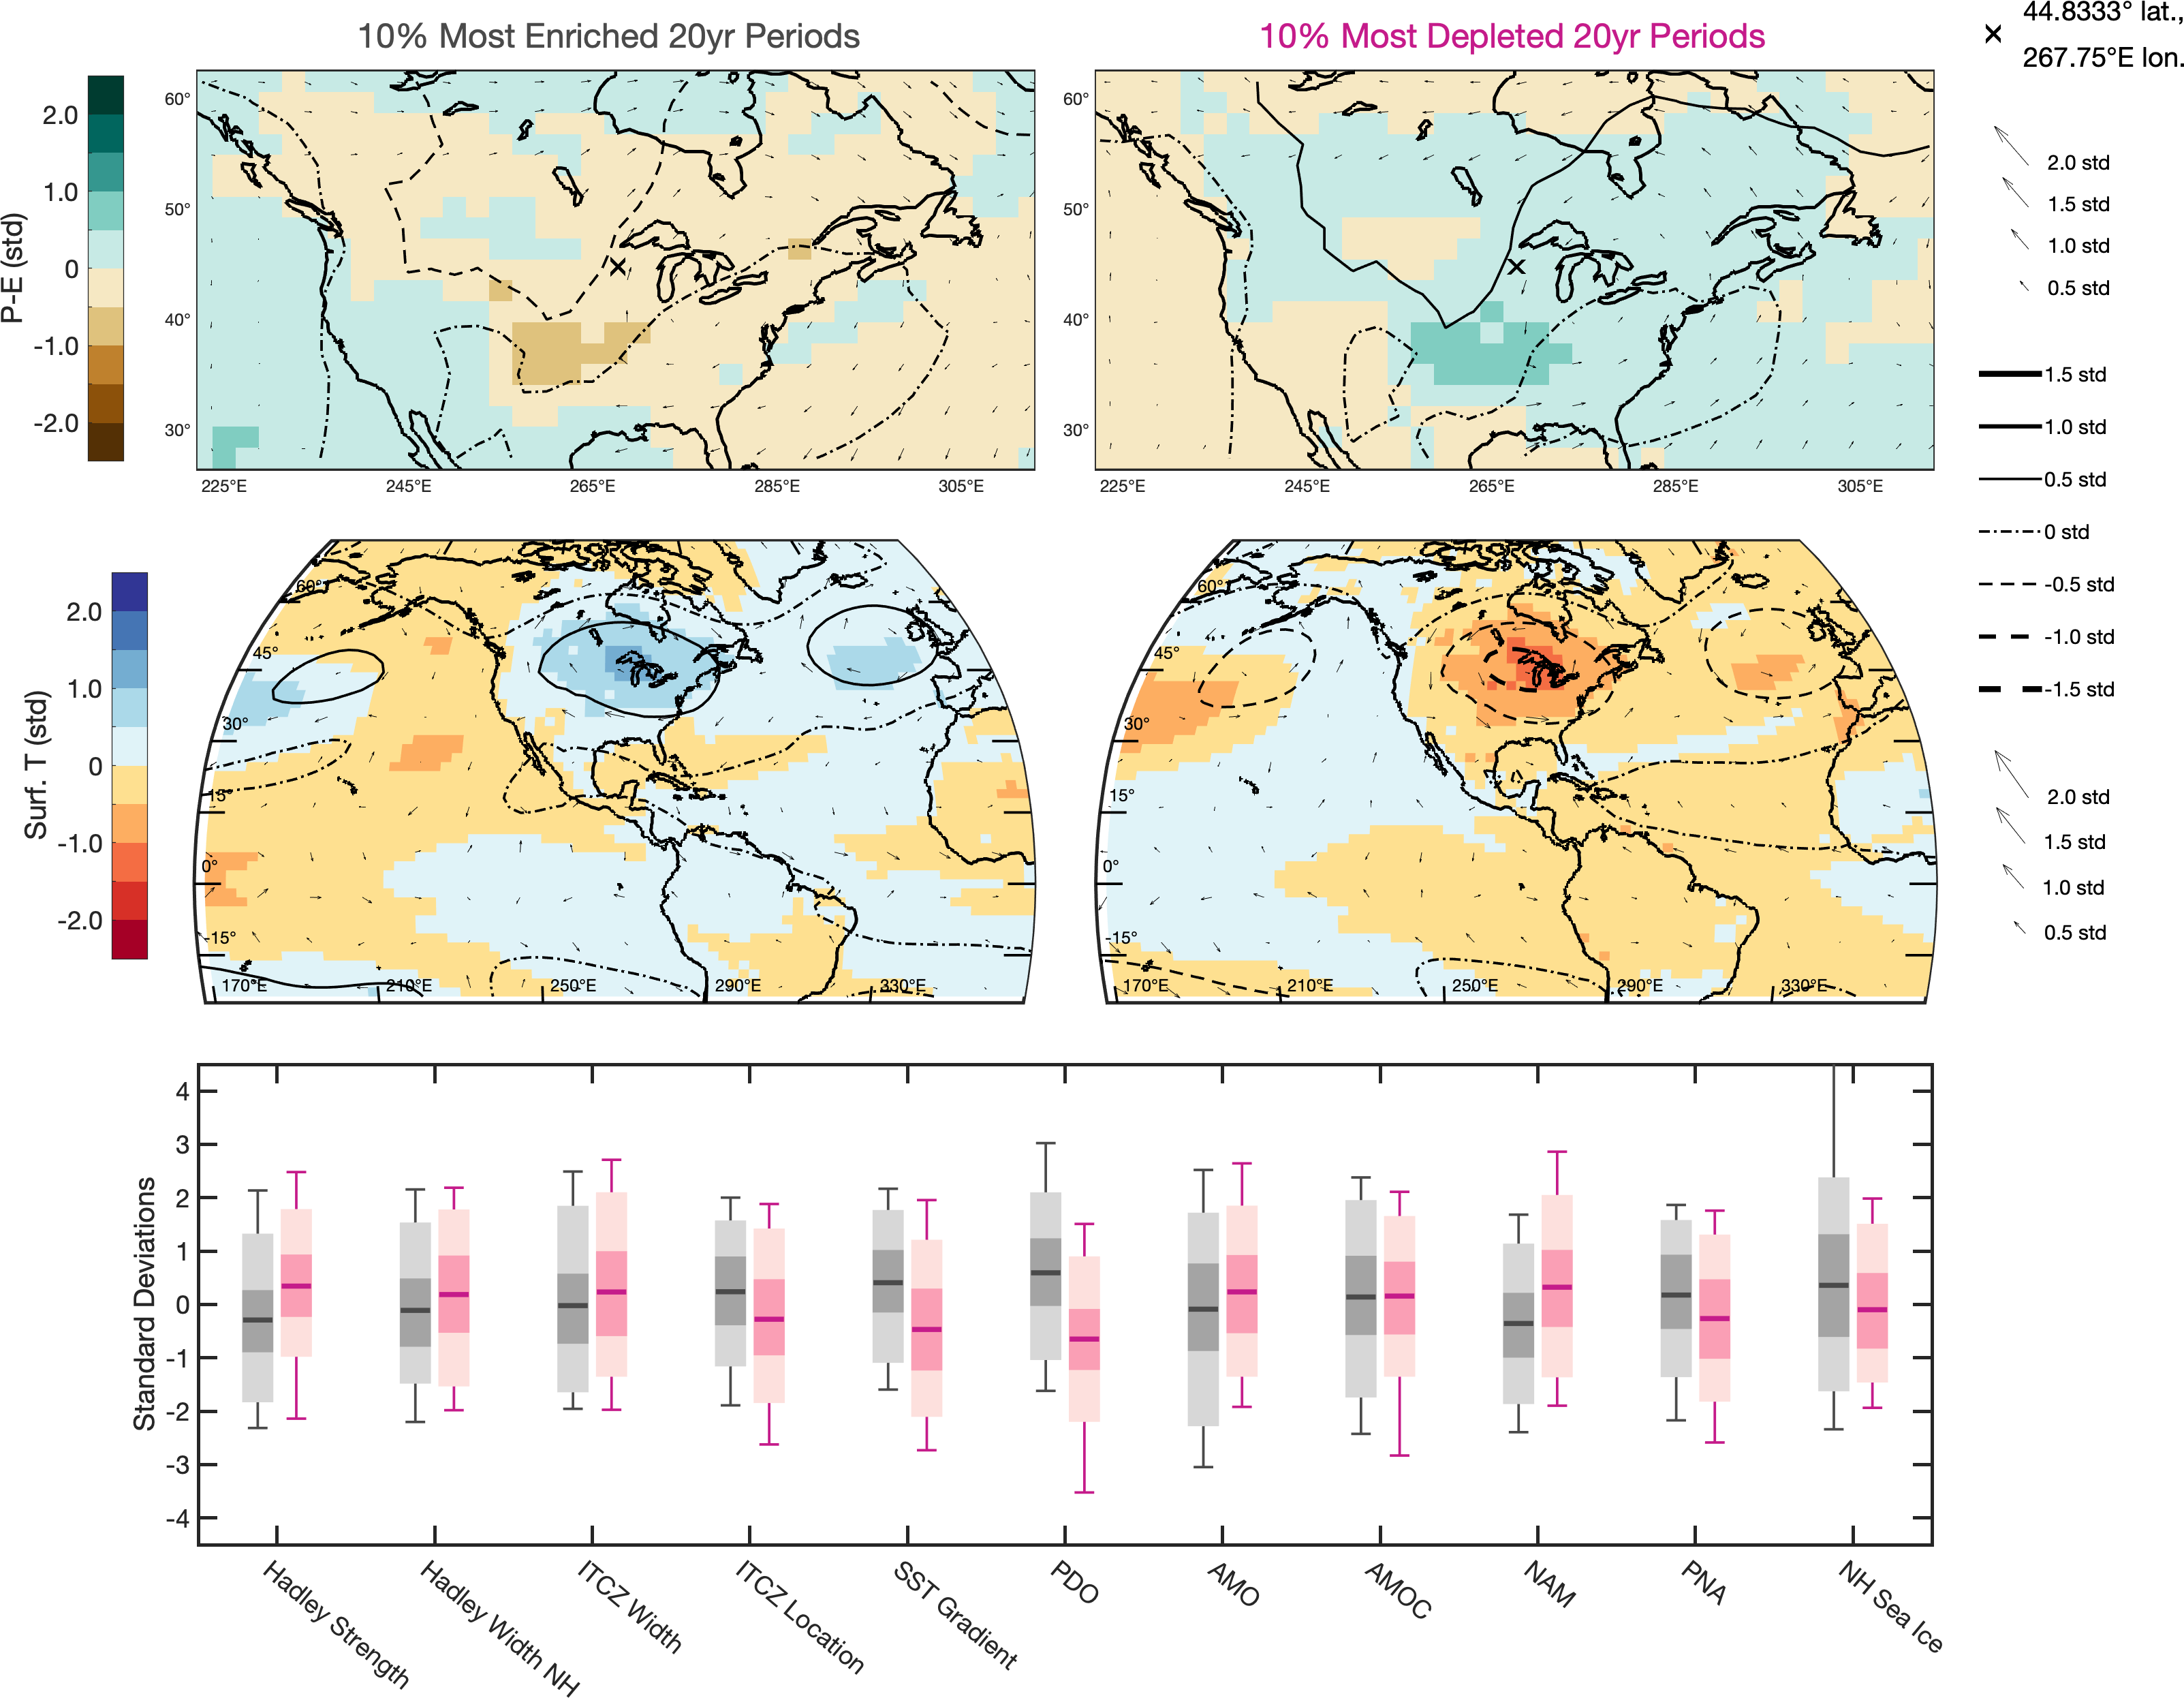 10% Most Enriched 20yr Periods
10% Most Depleted 20yr Periods
44.8333° lat.,
267.75°E lon.
P-E (std)
2.0
1.0
0
-1.0
-2.0
60°
50°
40°
30°
225°E
245°E
265°E
285°E
305°E
60°
50°
40°
30°
225°E
245°E
265°E
285°E
305°E
2.0 std
1.5 std
1.0 std
0.5 std
1.5 std
1.0 std
0.5 std
0 std
-0.5 std
-1.0 std
-1.5 std
Surf. T (std)
2.0
1.0
0
-1.0
-2.0
60°
45°
30°
15°
0°
-15°
170°E
210°E
250°E
290°E
330°E
60°
45°
30°
15°
0°
-15°
170°E
210°E
250°E
290°E
330°E
2.0 std
1.5 std
1.0 std
0.5 std
Standard Deviations
4
3
2
1
0
-1
-2
-3
-4
Hadley Strength
Hadley Width NH
ITCZ Width
ITCZ Location
SST Gradient
PDO
AMO
AMOC
NAM
PNA
NH Sea Ice